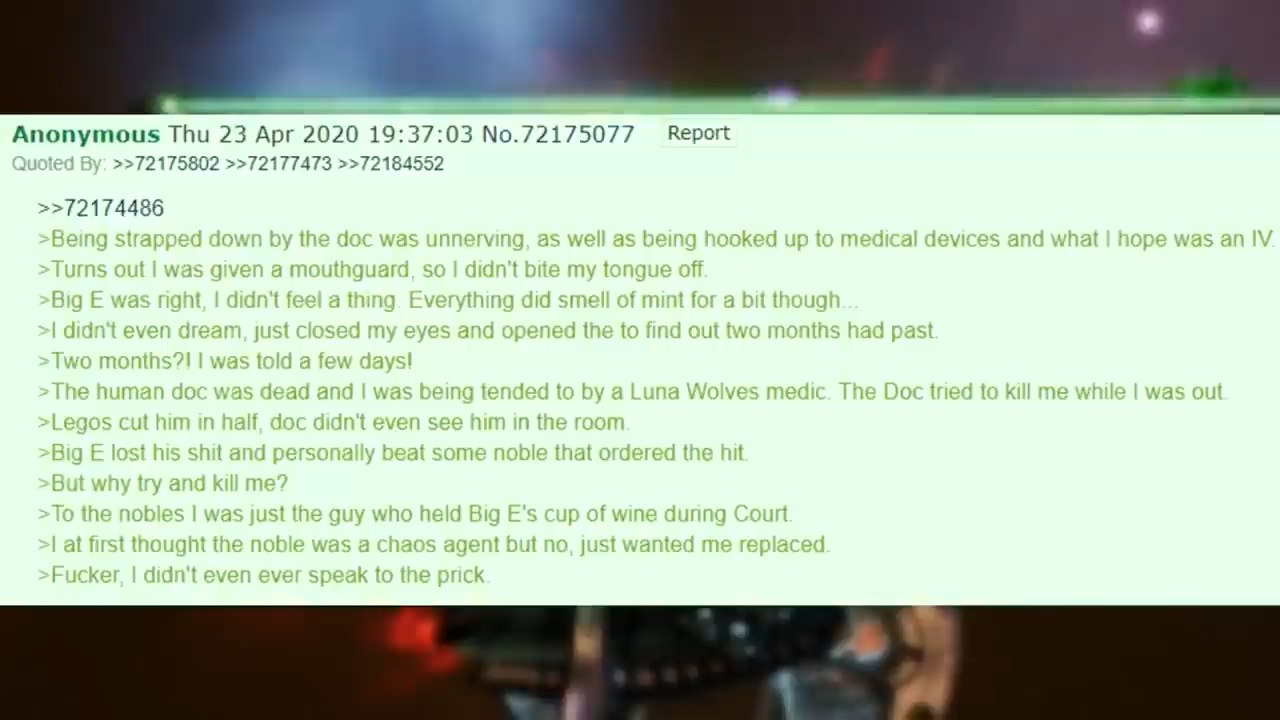 Anonymous Thu 23 Apr 2020 19:37:03 No.72175077 Report
Quoted By: >>72175802 >>72177473 >>72184552
>>72174486
>Being strapped down by the doc was unnerving, as well as being hooked up to medical devices and what I hope was an IV.
>Turns out I was given a mouthguard, so I didn't bite my tongue off.
>Big E was right, I didn't feel a thing. Everything did smell of mint for a bit though...
>I didn't even dream, just closed my eyes and opened the to find out two months had past.
>Two months?! I was told a few days!
>The human doc was dead and I was being tended to by a Luna Wolves medic. The Doc tried to kill me while I was out.
>Legos cut him in half, doc didn't even see him in the room.
>Big E lost his shit and personally beat some noble that ordered the hit.
>But why try and kill me?
>To the nobles I was just the guy who held Big E's cup of wine during Court.
>I at first thought the noble was a chaos agent but no, just wanted me replaced.
>Fucker, I didn't even ever speak to the prick.